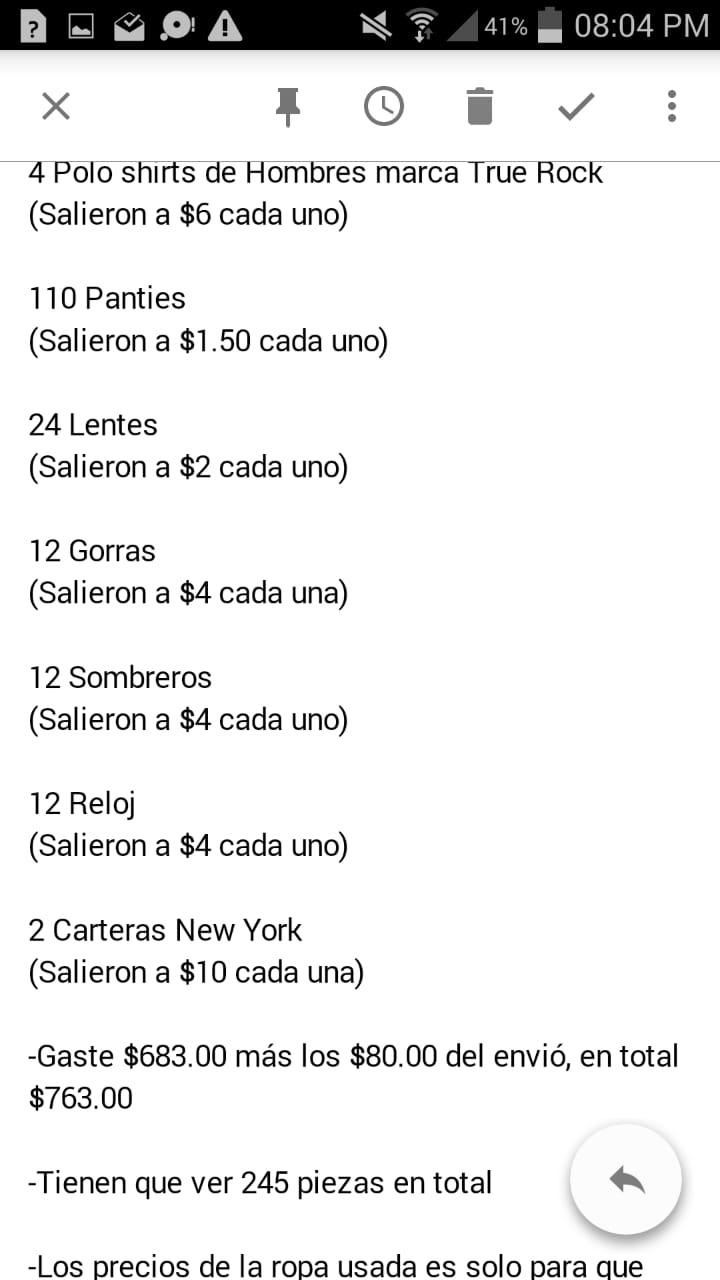 41% 08:04 PM
4 Polo shirts de Hombres marca True Rock
(Salieron a $6 cada uno)
110 Panties
(Salieron a $1.50 cada uno)
24 Lentes
(Salieron a $2 cada uno)
12 Gorras
(Salieron a $4 cada una)
12 Sombreros
(Salieron a $4 cada uno)
12 Reloj
(Salieron a $4 cada uno)
2 Carteras New York
(Salieron a $10 cada una)
-Gaste $683.00 más los $80.00 del envió, en total
$763.00
-Tienen que ver 245 piezas en total
-Los precios de la ropa usada es solo para que